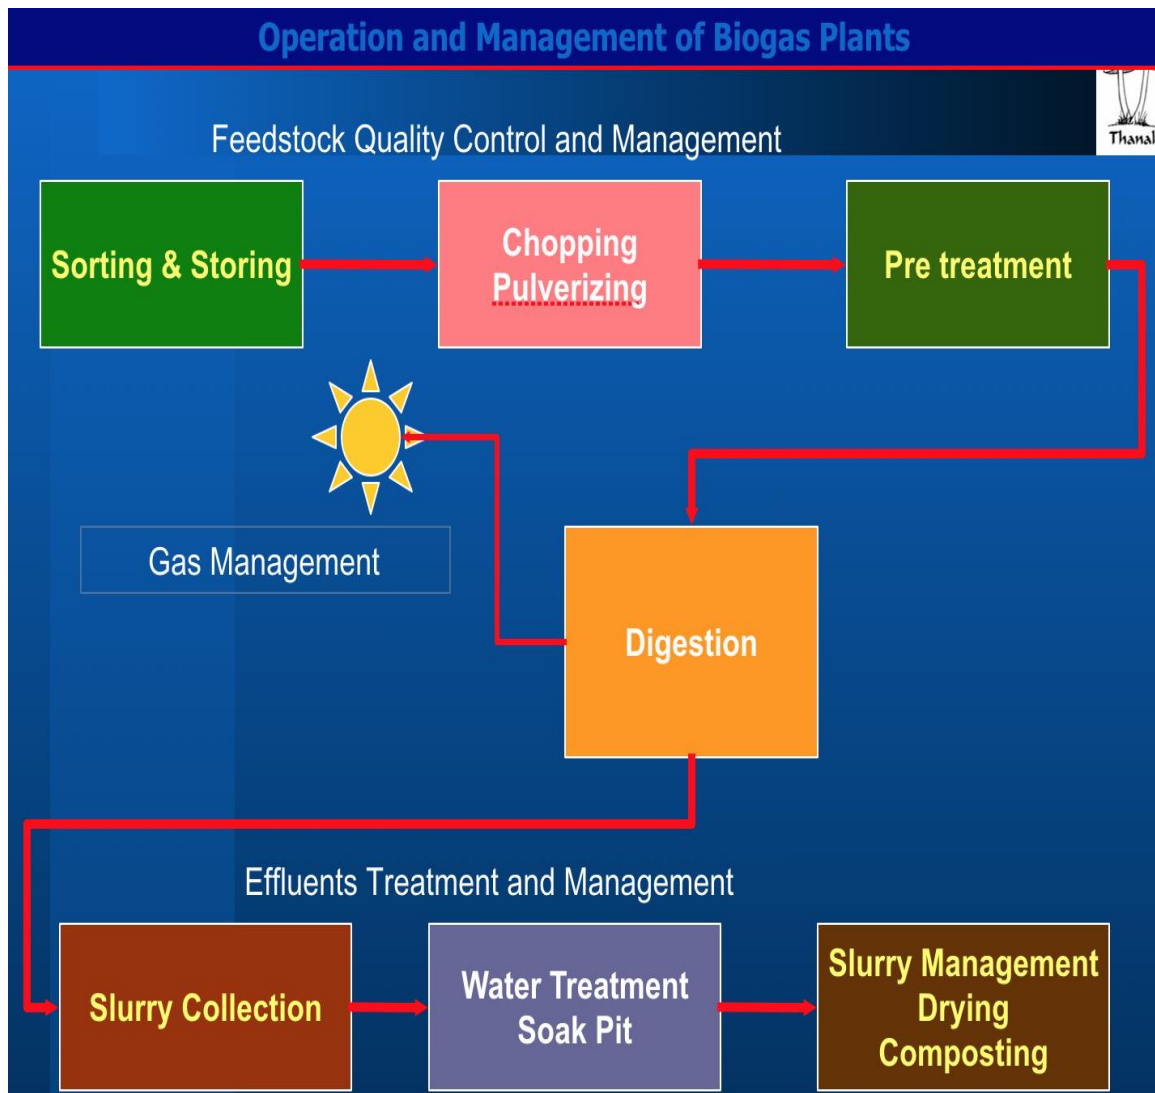 Operation and Management of Biogas Plants
Thanal
Feedstock Quality Control and Management
Sorting & Storing
Chopping
Pulverizing
Pre treatment
Gas Management
Digestion
Effluents Treatment and Management
Slurry Collection
Water Treatment
Soak Pit
Slurry Management
Drying
Composting